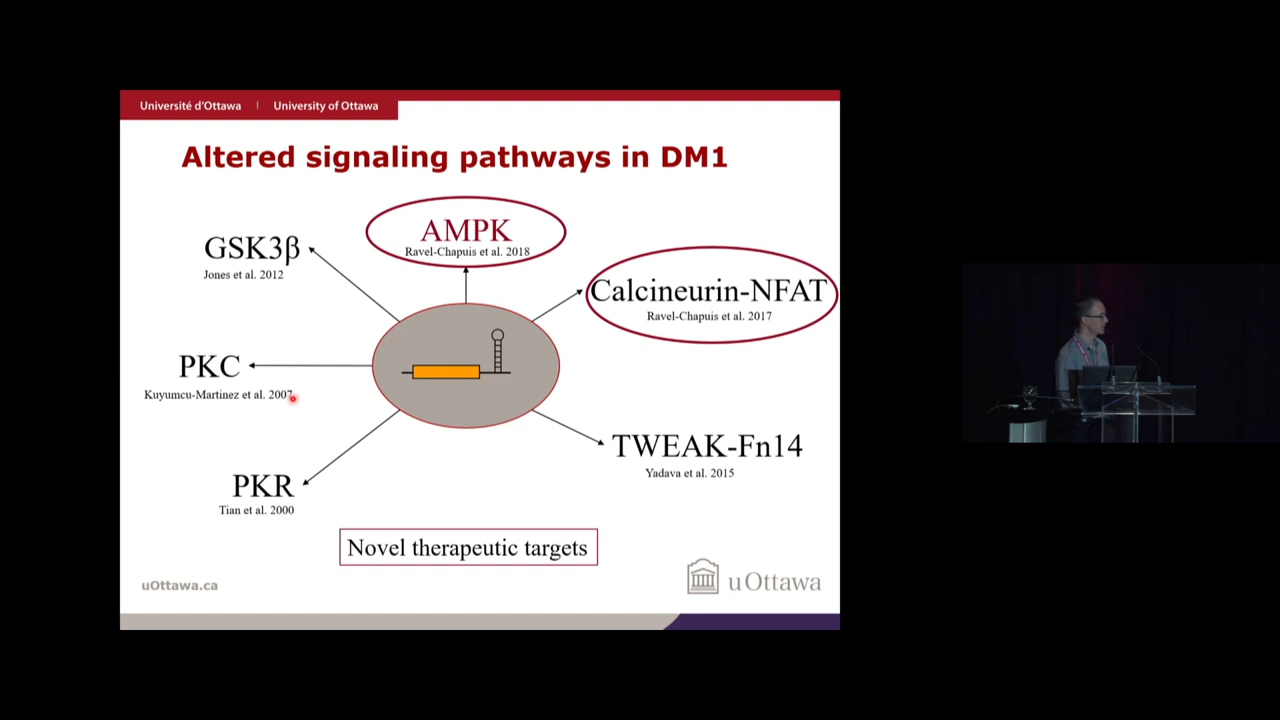 Université d'Ottawa | University of Ottawa
Altered signaling pathways in DM1
AMPK
Ravel-Chapuis et al. 2018
GSK3β
Jones et al. 2012
Calcineurin-NFAT
Ravel-Chapuis et al. 2017
PKC
Kuyumcu-Martinez et al. 2007
TWEAK-Fn14
Yadava et al. 2015
PKR
Tian et al. 2000
Novel therapeutic targets
uOttawa.ca
uOttawa